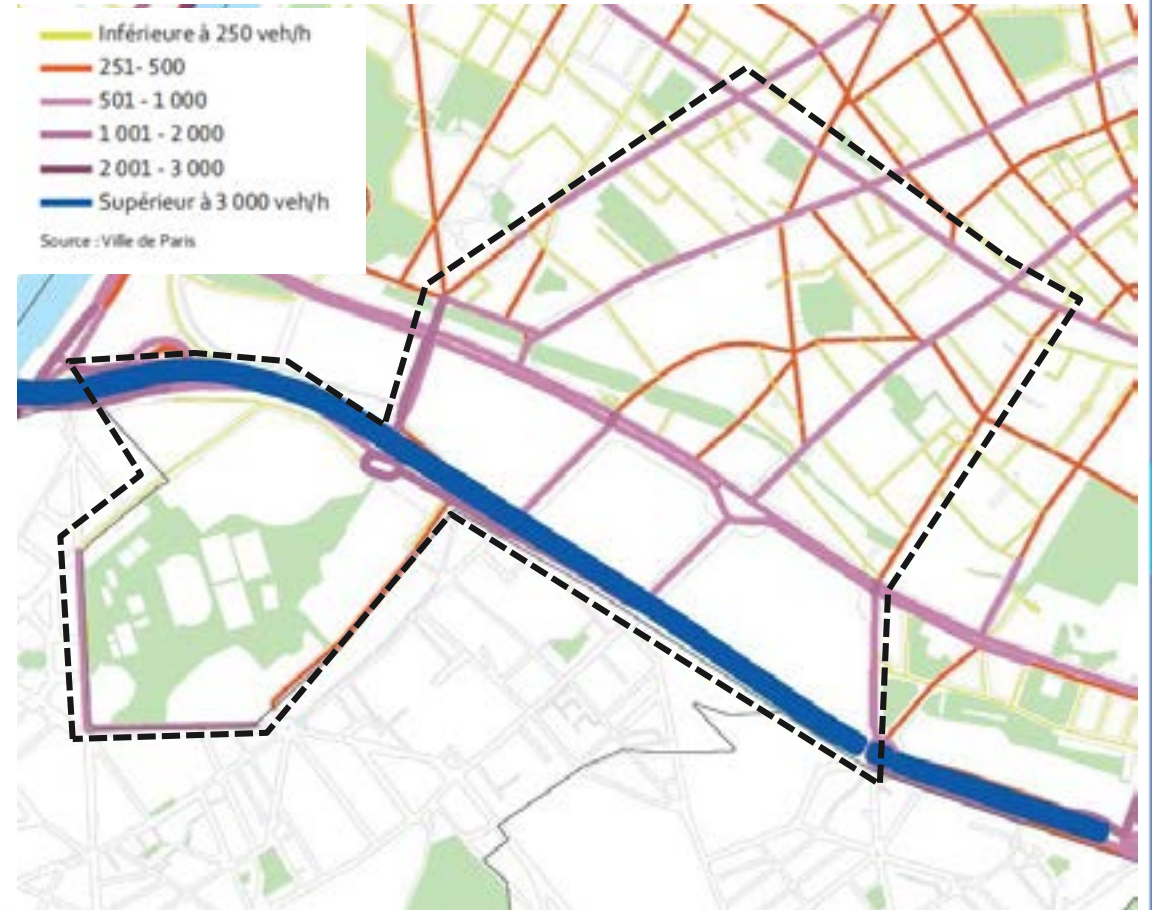 Inférieure à 250 veh/h
251- 500
501 - 1 000
1 001 - 2 000
2 001 - 3 000
Supérieur à 3 000 veh/h
Source : Ville de Paris